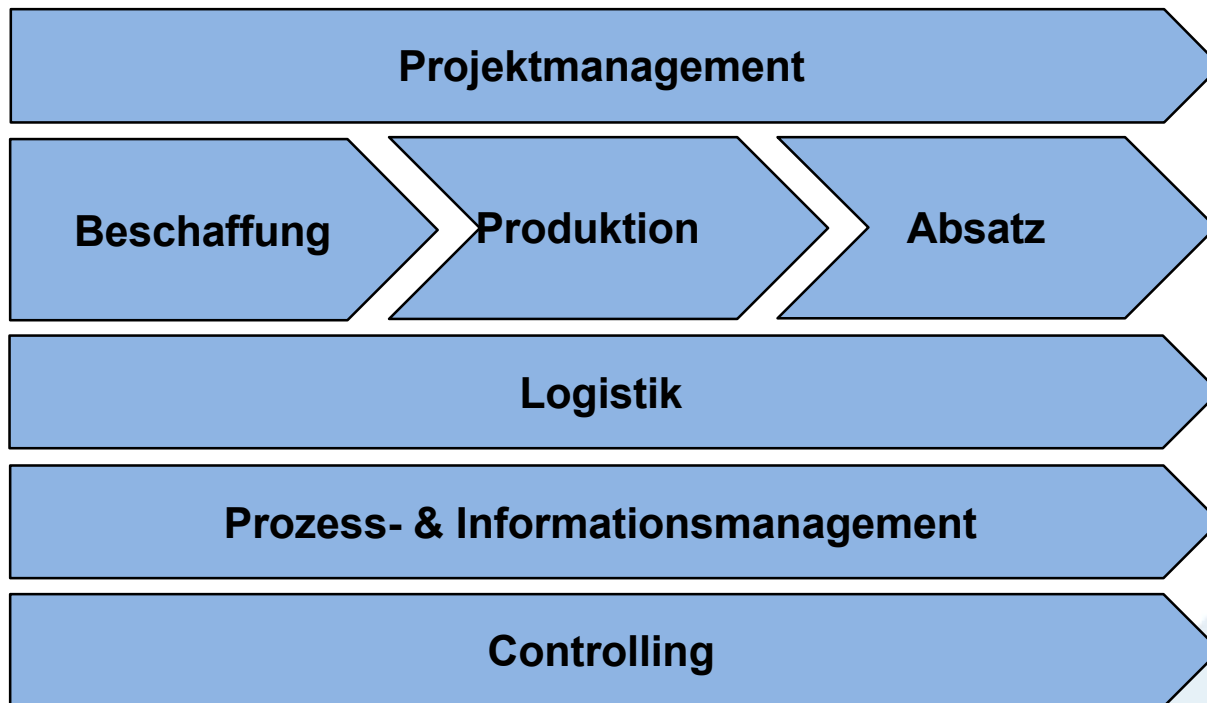 Projektmanagement
Beschaffung
Produktion
Absatz
Logistik
Prozess- & Informationsmanagement
Controlling